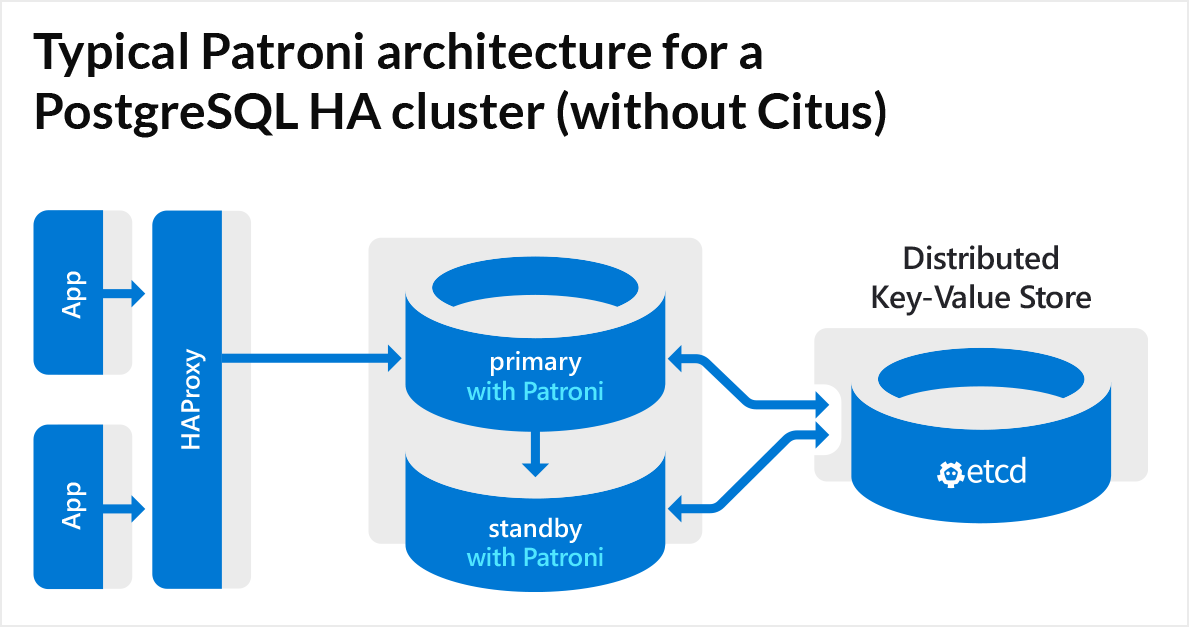 Typical Patroni architecture for a
PostgreSQL HA cluster (without Citus)
App
App
HAProxy
primary
with Patroni
standby
with Patroni
Distributed
Key-Value Store
etcd